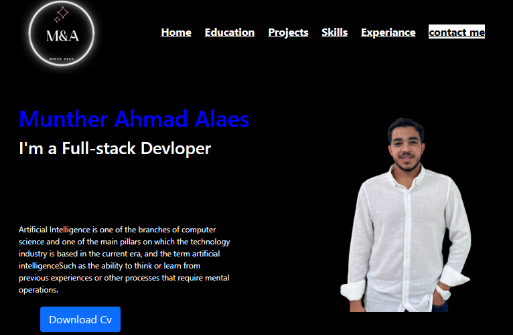 M&A
SINCE 2024
Home Education Projects Skills Experiance contact me
Munther Ahmad Alaes
I'm a Full-stack Devloper
Artificial Intelligence is one of the branches of computer
science and one of the main pillars on which the technology
industry is based in the current era, and the term artificial
intelligenceSuch as the ability to think or learn from
previous experiences or other processes that require mental
operations.
Download Cv